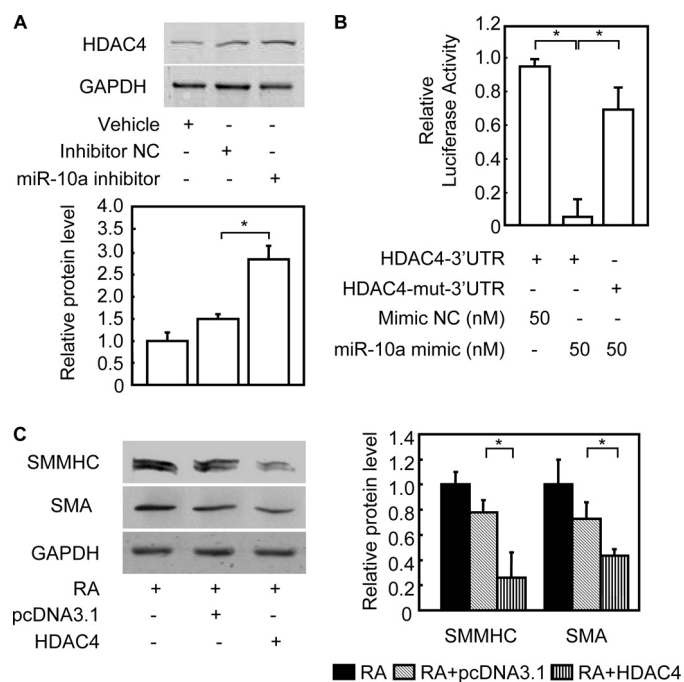 A
HDAC4
GAPDH
Vehicle + - -
Inhibitor NC - + -
miR-10a inhibitor - - +
Relative protein level
4.0
3.0
3.5
2.5
2.0
1.5
1.0
0.5
0
*
B
Relative
Luciferase Activity
1.2
1.0
0.8
0.6
0.4
0.2
0
* *
HDAC4-3'UTR + + -
HDAC4-mut-3'UTR - - +
Mimic NC (nM) 50 - -
miR-10a mimic (nM) - 50 50
C
SMMHC
SMA
GAPDH
RA + + +
pcDNA3.1 - + -
HDAC4 - - +
Relative protein level
1.4
1.2
1.0
0.8
0.6
0.4
0.2
0
* *
SMMHC SMA
RA RA+pcDNA3.1 RA+HDAC4